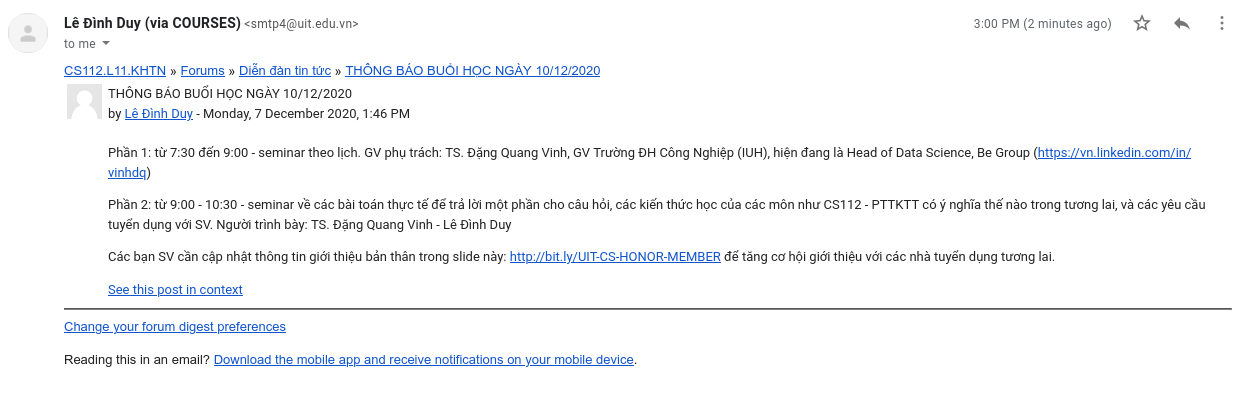 Lê Đình Duy (via COURSES) <smtp4@uit.edu.vn>
3:00 PM (2 minutes ago)
to me
CS112.L11.KHTN » Forums » Diễn đàn tin tức » THÔNG BÁO BUỔI HỌC NGÀY 10/12/2020
THÔNG BÁO BUỔI HỌC NGÀY 10/12/2020
by Lê Đình Duy - Monday, 7 December 2020, 1:46 PM
Phần 1: từ 7:30 đến 9:00 - seminar theo lịch. GV phụ trách: TS. Đặng Quang Vinh, GV Trường ĐH Công Nghiệp (IUH), hiện đang là Head of Data Science, Be Group (https://vn.linkedin.com/in/
vinhdq)
Phần 2: từ 9:00 - 10:30 - seminar về các bài toán thực tế để trả lời một phần cho câu hỏi, các kiến thức học của các môn như CS112 - PTTKTT có ý nghĩa thế nào trong tương lai, và các yêu cầu
tuyển dụng với SV. Người trình bày: TS. Đặng Quang Vinh - Lê Đình Duy
Các bạn SV cần cập nhật thông tin giới thiệu bản thân trong slide này: http://bit.ly/UIT-CS-HONOR-MEMBER để tăng cơ hội giới thiệu với các nhà tuyển dụng tương lai.
See this post in context
Change your forum digest preferences
Reading this in an email? Download the mobile app and receive notifications on your mobile device.